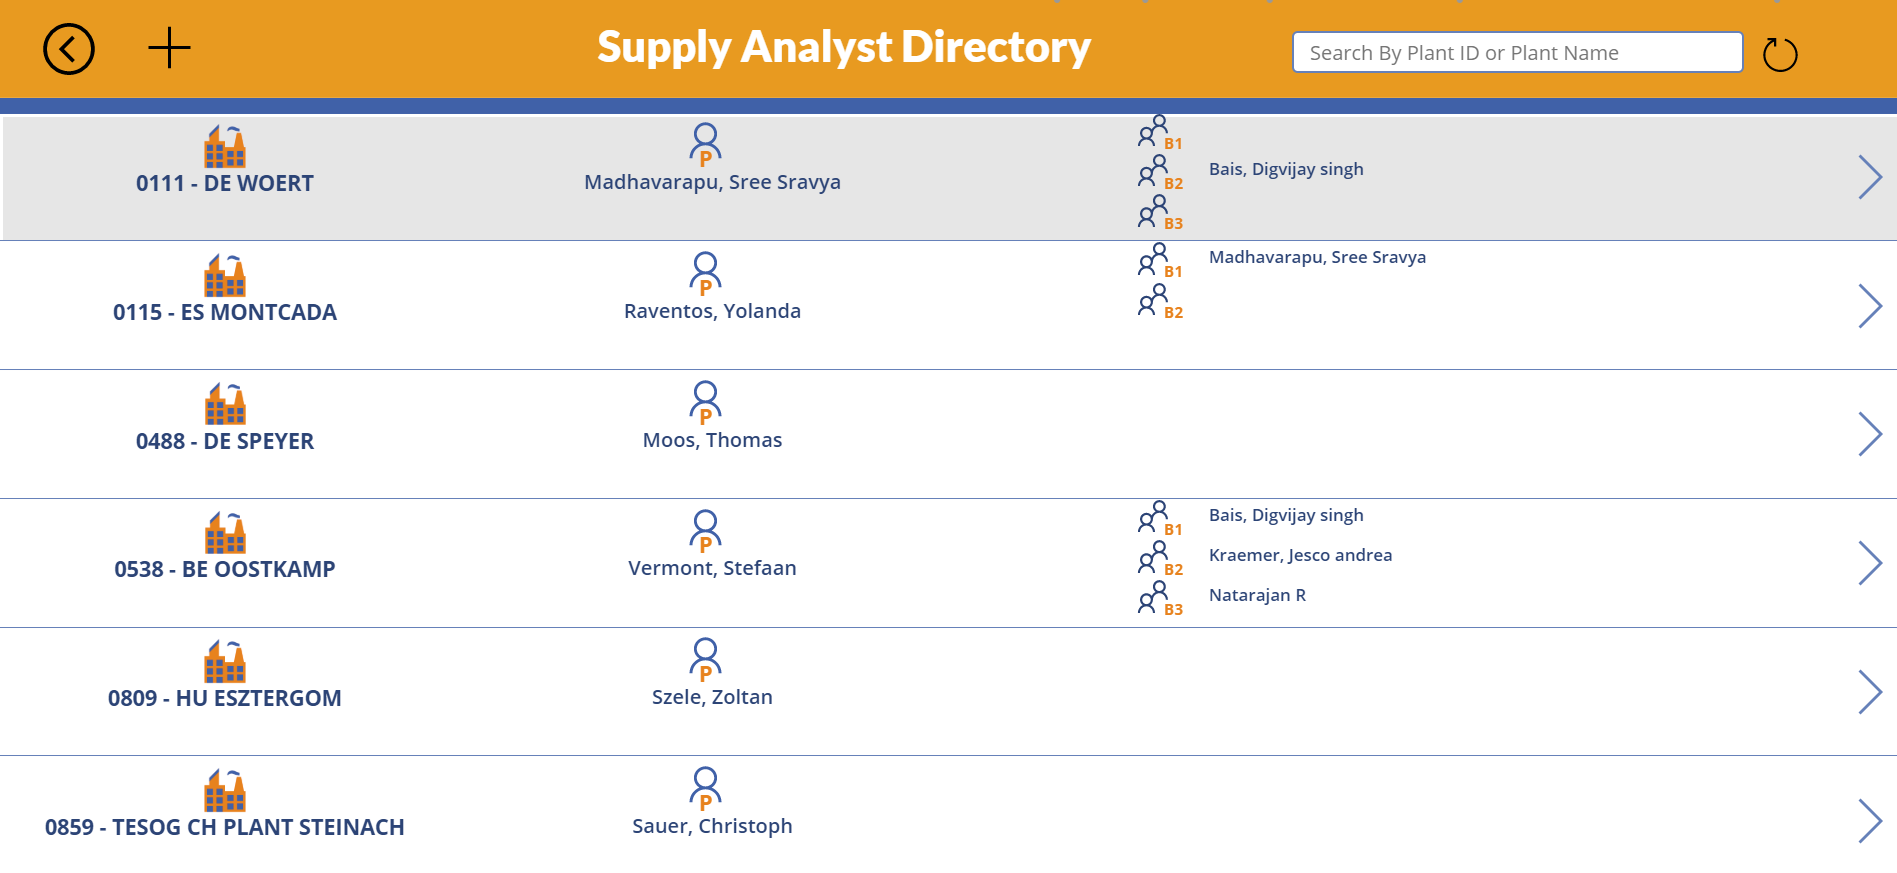 Supply Analyst Directory
Search By Plant ID or Plant Name
0111 - DE WOERT
P
Madhavarapu, Sree Sravya
B1
B2 Bais, Digvijay singh
B3
0115 - ES MONTCADA
P
Raventos, Yolanda
B1 Madhavarapu, Sree Sravya
B2
0488 - DE SPEYER
P
Moos, Thomas
0538 - BE OOSTKAMP
P
Vermont, Stefaan
B1 Bais, Digvijay singh
B2 Kraemer, Jesco andrea
B3 Natarajan R
0809 - HU ESZTERGOM
P
Szele, Zoltan
0859 - TESOG CH PLANT STEINACH
P
Sauer, Christoph